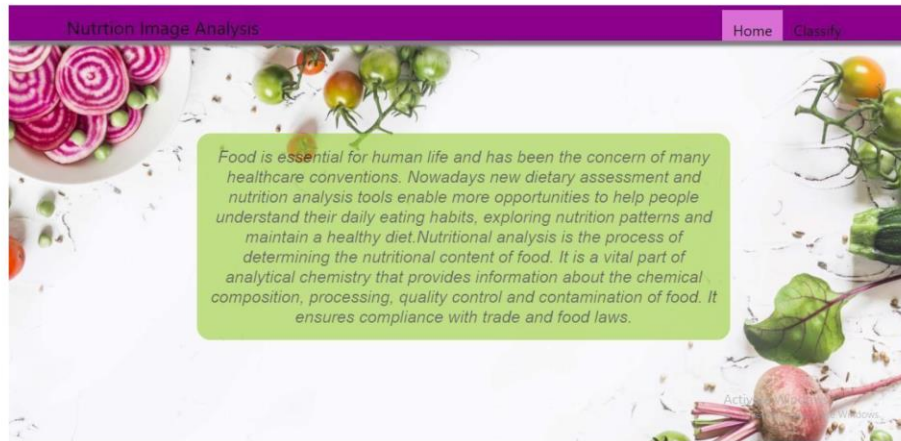 Nutrtion Image Analysis
Home Classify
Food is essential for human life and has been the concern of many
healthcare conventions. Nowadays new dietary assessment and
nutrition analysis tools enable more opportunities to help people
understand their daily eating habits, exploring nutrition patterns and
maintain a healthy diet.Nutritional analysis is the process of
determining the nutritional content of food. It is a vital part of
analytical chemistry that provides information about the chemical
composition, processing, quality control and contamination of food. It
ensures compliance with trade and food laws.